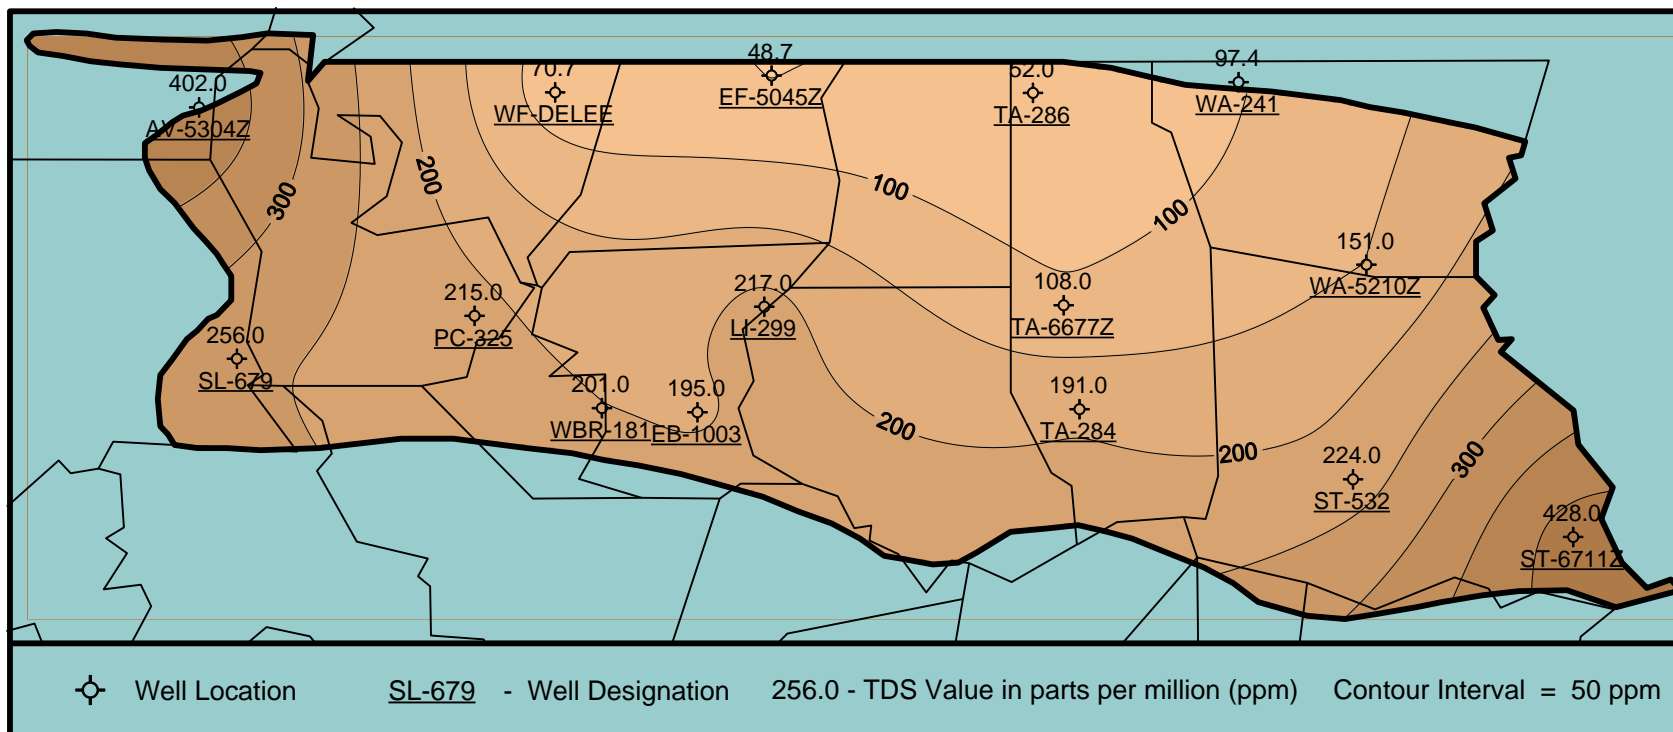 48.7
97.4
402.0
70.7
52.0
EF-5045Z
WA-241
AV-5304Z
WF-DELEE
TA-286
300
200
100
100
151.0
WA-5210Z
215.0
217.0
108.0
PC-325
LI-299
TA-6677Z
256.0
SL-679
201.0
195.0
191.0
WBR-181
EB-1003
200
TA-284
200
224.0
300
ST-532
428.0
ST-6711Z
Well Location SL-679 - Well Designation 256.0 - TDS Value in parts per million (ppm) Contour Interval = 50 ppm